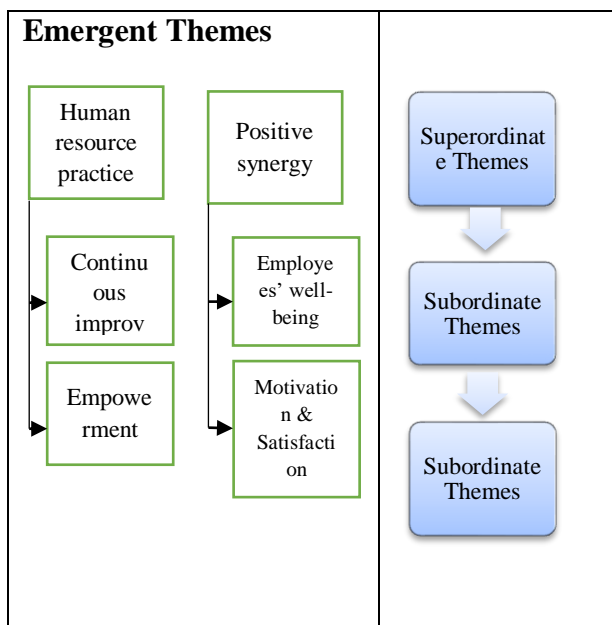 Emergent Themes
Human
resource
practice
Continu
ous
improv
Empowe
rment
Positive
synergy
Employe
es’ well-
being
Motivatio
n &
Satisfacti
on
Superordinat
e Themes
Subordinate
Themes
Subordinate
Themes